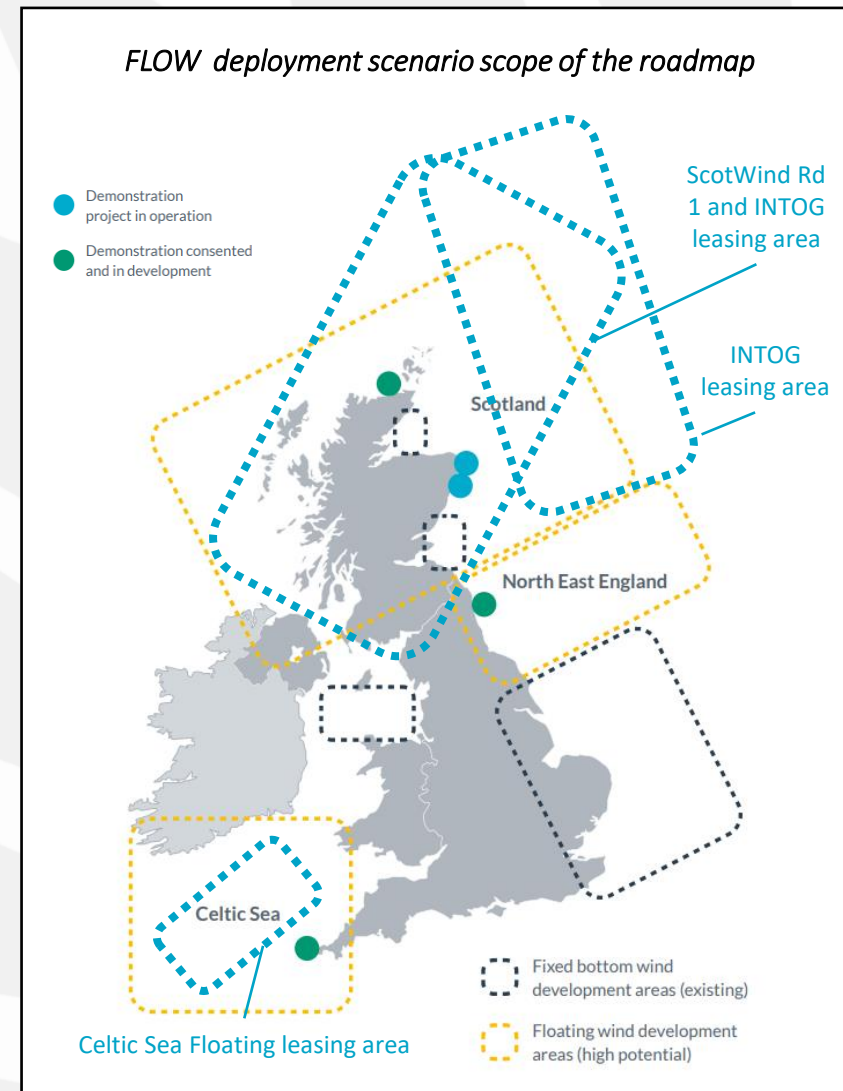 FLOW deployment scenario scope of the roadmap
Demonstration
project in operation
Demonstration consented
and in development
ScotWind Rd
1 and INTOG
leasing area
INTOG
leasing area
Scotland
North East England
Celtic Sea
Celtic Sea Floating leasing area
Fixed bottom wind
development areas (existing)
Floating wind development
areas (high potential)